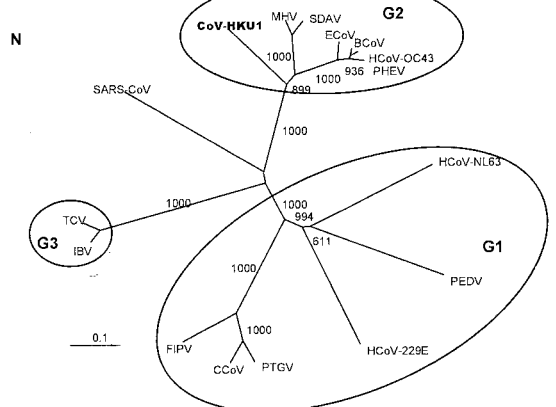 N
G2
CoV-HKU1
MHV
SDAV
ECoV
BCoV
HCoV-OC43
PHEV
1000
936
1000
899
SARS-CoV
1000
HCoV-NL63
1000
1000
994
TCV
G3
IBV
611
G1
1000
PEDV
0.1
1000
FIPV
CCoV
PTGV
HCoV-229E